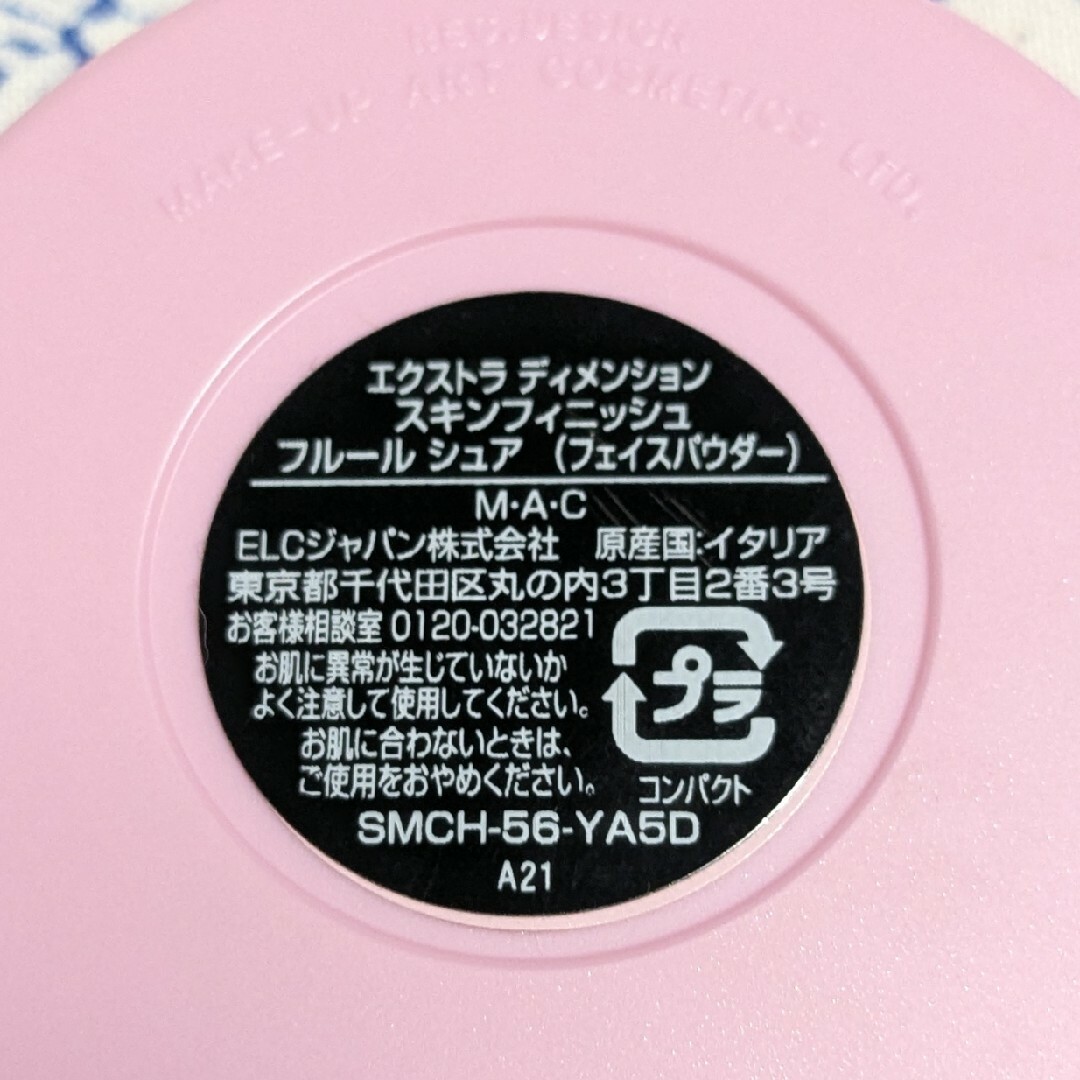 REG.DESIGN
MAKE-UP ART COSMETICS LTD.
エクストラ ディメンション
スキンフィニッシュ
フルール シュア （フェイスパウダー）
M・A・C
ELCジャパン株式会社 原産国:イタリア
東京都千代田区丸の内3丁目2番3号
お客様相談室 0120-032821
お肌に異常が生じていないか
よく注意して使用してください。
お肌に合わないときは、
ご使用をおやめください。
プラ
コンパクト
SMCH-56-YA5D
A21